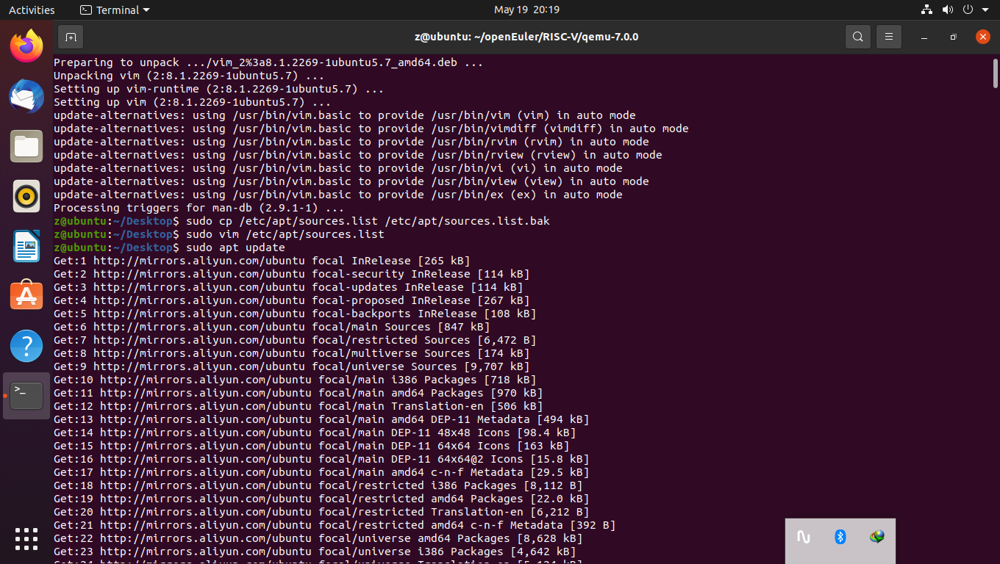 Activities
Terminal
May 19 20:19
z@ubuntu: ~/openEuler/RISC-V/qemu-7.0.0
Preparing to unpack .../vim_2%3a8.1.2269-1ubuntu5.7_amd64.deb ...
Unpacking vim (2:8.1.2269-1ubuntu5.7) ...
Setting up vim-runtime (2:8.1.2269-1ubuntu5.7) ...
Setting up vim (2:8.1.2269-1ubuntu5.7) ...
update-alternatives: using /usr/bin/vim.basic to provide /usr/bin/vim (vim) in auto mode
update-alternatives: using /usr/bin/vim.basic to provide /usr/bin/vimdiff (vimdiff) in auto mode
update-alternatives: using /usr/bin/vim.basic to provide /usr/bin/rvim (rvim) in auto mode
update-alternatives: using /usr/bin/vim.basic to provide /usr/bin/rview (rview) in auto mode
update-alternatives: using /usr/bin/vim.basic to provide /usr/bin/vi (vi) in auto mode
update-alternatives: using /usr/bin/vim.basic to provide /usr/bin/view (view) in auto mode
update-alternatives: using /usr/bin/vim.basic to provide /usr/bin/ex (ex) in auto mode
Processing triggers for man-db (2.9.1-1) ...
z@ubuntu:~/Desktop$ sudo cp /etc/apt/sources.list /etc/apt/sources.list.bak
z@ubuntu:~/Desktop$ sudo vim /etc/apt/sources.list
z@ubuntu:~/Desktop$ sudo apt update
Get:1 http://mirrors.aliyun.com/ubuntu focal InRelease [265 kB]
Get:2 http://mirrors.aliyun.com/ubuntu focal-security InRelease [114 kB]
Get:3 http://mirrors.aliyun.com/ubuntu focal-updates InRelease [114 kB]
Get:4 http://mirrors.aliyun.com/ubuntu focal-proposed InRelease [267 kB]
Get:5 http://mirrors.aliyun.com/ubuntu focal-backports InRelease [108 kB]
Get:6 http://mirrors.aliyun.com/ubuntu focal/main Sources [847 kB]
Get:7 http://mirrors.aliyun.com/ubuntu focal/restricted Sources [6,472 B]
Get:8 http://mirrors.aliyun.com/ubuntu focal/multiverse Sources [174 kB]
Get:9 http://mirrors.aliyun.com/ubuntu focal/universe Sources [9,707 kB]
Get:10 http://mirrors.aliyun.com/ubuntu focal/main i386 Packages [718 kB]
Get:11 http://mirrors.aliyun.com/ubuntu focal/main amd64 Packages [970 kB]
Get:12 http://mirrors.aliyun.com/ubuntu focal/main Translation-en [506 kB]
Get:13 http://mirrors.aliyun.com/ubuntu focal/main amd64 DEP-11 Metadata [494 kB]
Get:14 http://mirrors.aliyun.com/ubuntu focal/main DEP-11 48x48 Icons [98.4 kB]
Get:15 http://mirrors.aliyun.com/ubuntu focal/main DEP-11 64x64 Icons [163 kB]
Get:16 http://mirrors.aliyun.com/ubuntu focal/main DEP-11 64x64@2 Icons [15.8 kB]
Get:17 http://mirrors.aliyun.com/ubuntu focal/main amd64 c-n-f Metadata [29.5 kB]
Get:18 http://mirrors.aliyun.com/ubuntu focal/restricted i386 Packages [8,112 B]
Get:19 http://mirrors.aliyun.com/ubuntu focal/restricted amd64 Packages [22.0 kB]
Get:20 http://mirrors.aliyun.com/ubuntu focal/restricted Translation-en [6,212 B]
Get:21 http://mirrors.aliyun.com/ubuntu focal/restricted amd64 c-n-f Metadata [392 B]
Get:22 http://mirrors.aliyun.com/ubuntu focal/universe amd64 Packages [8,628 kB]
Get:23 http://mirrors.aliyun.com/ubuntu focal/universe i386 Packages [4,642 kB]